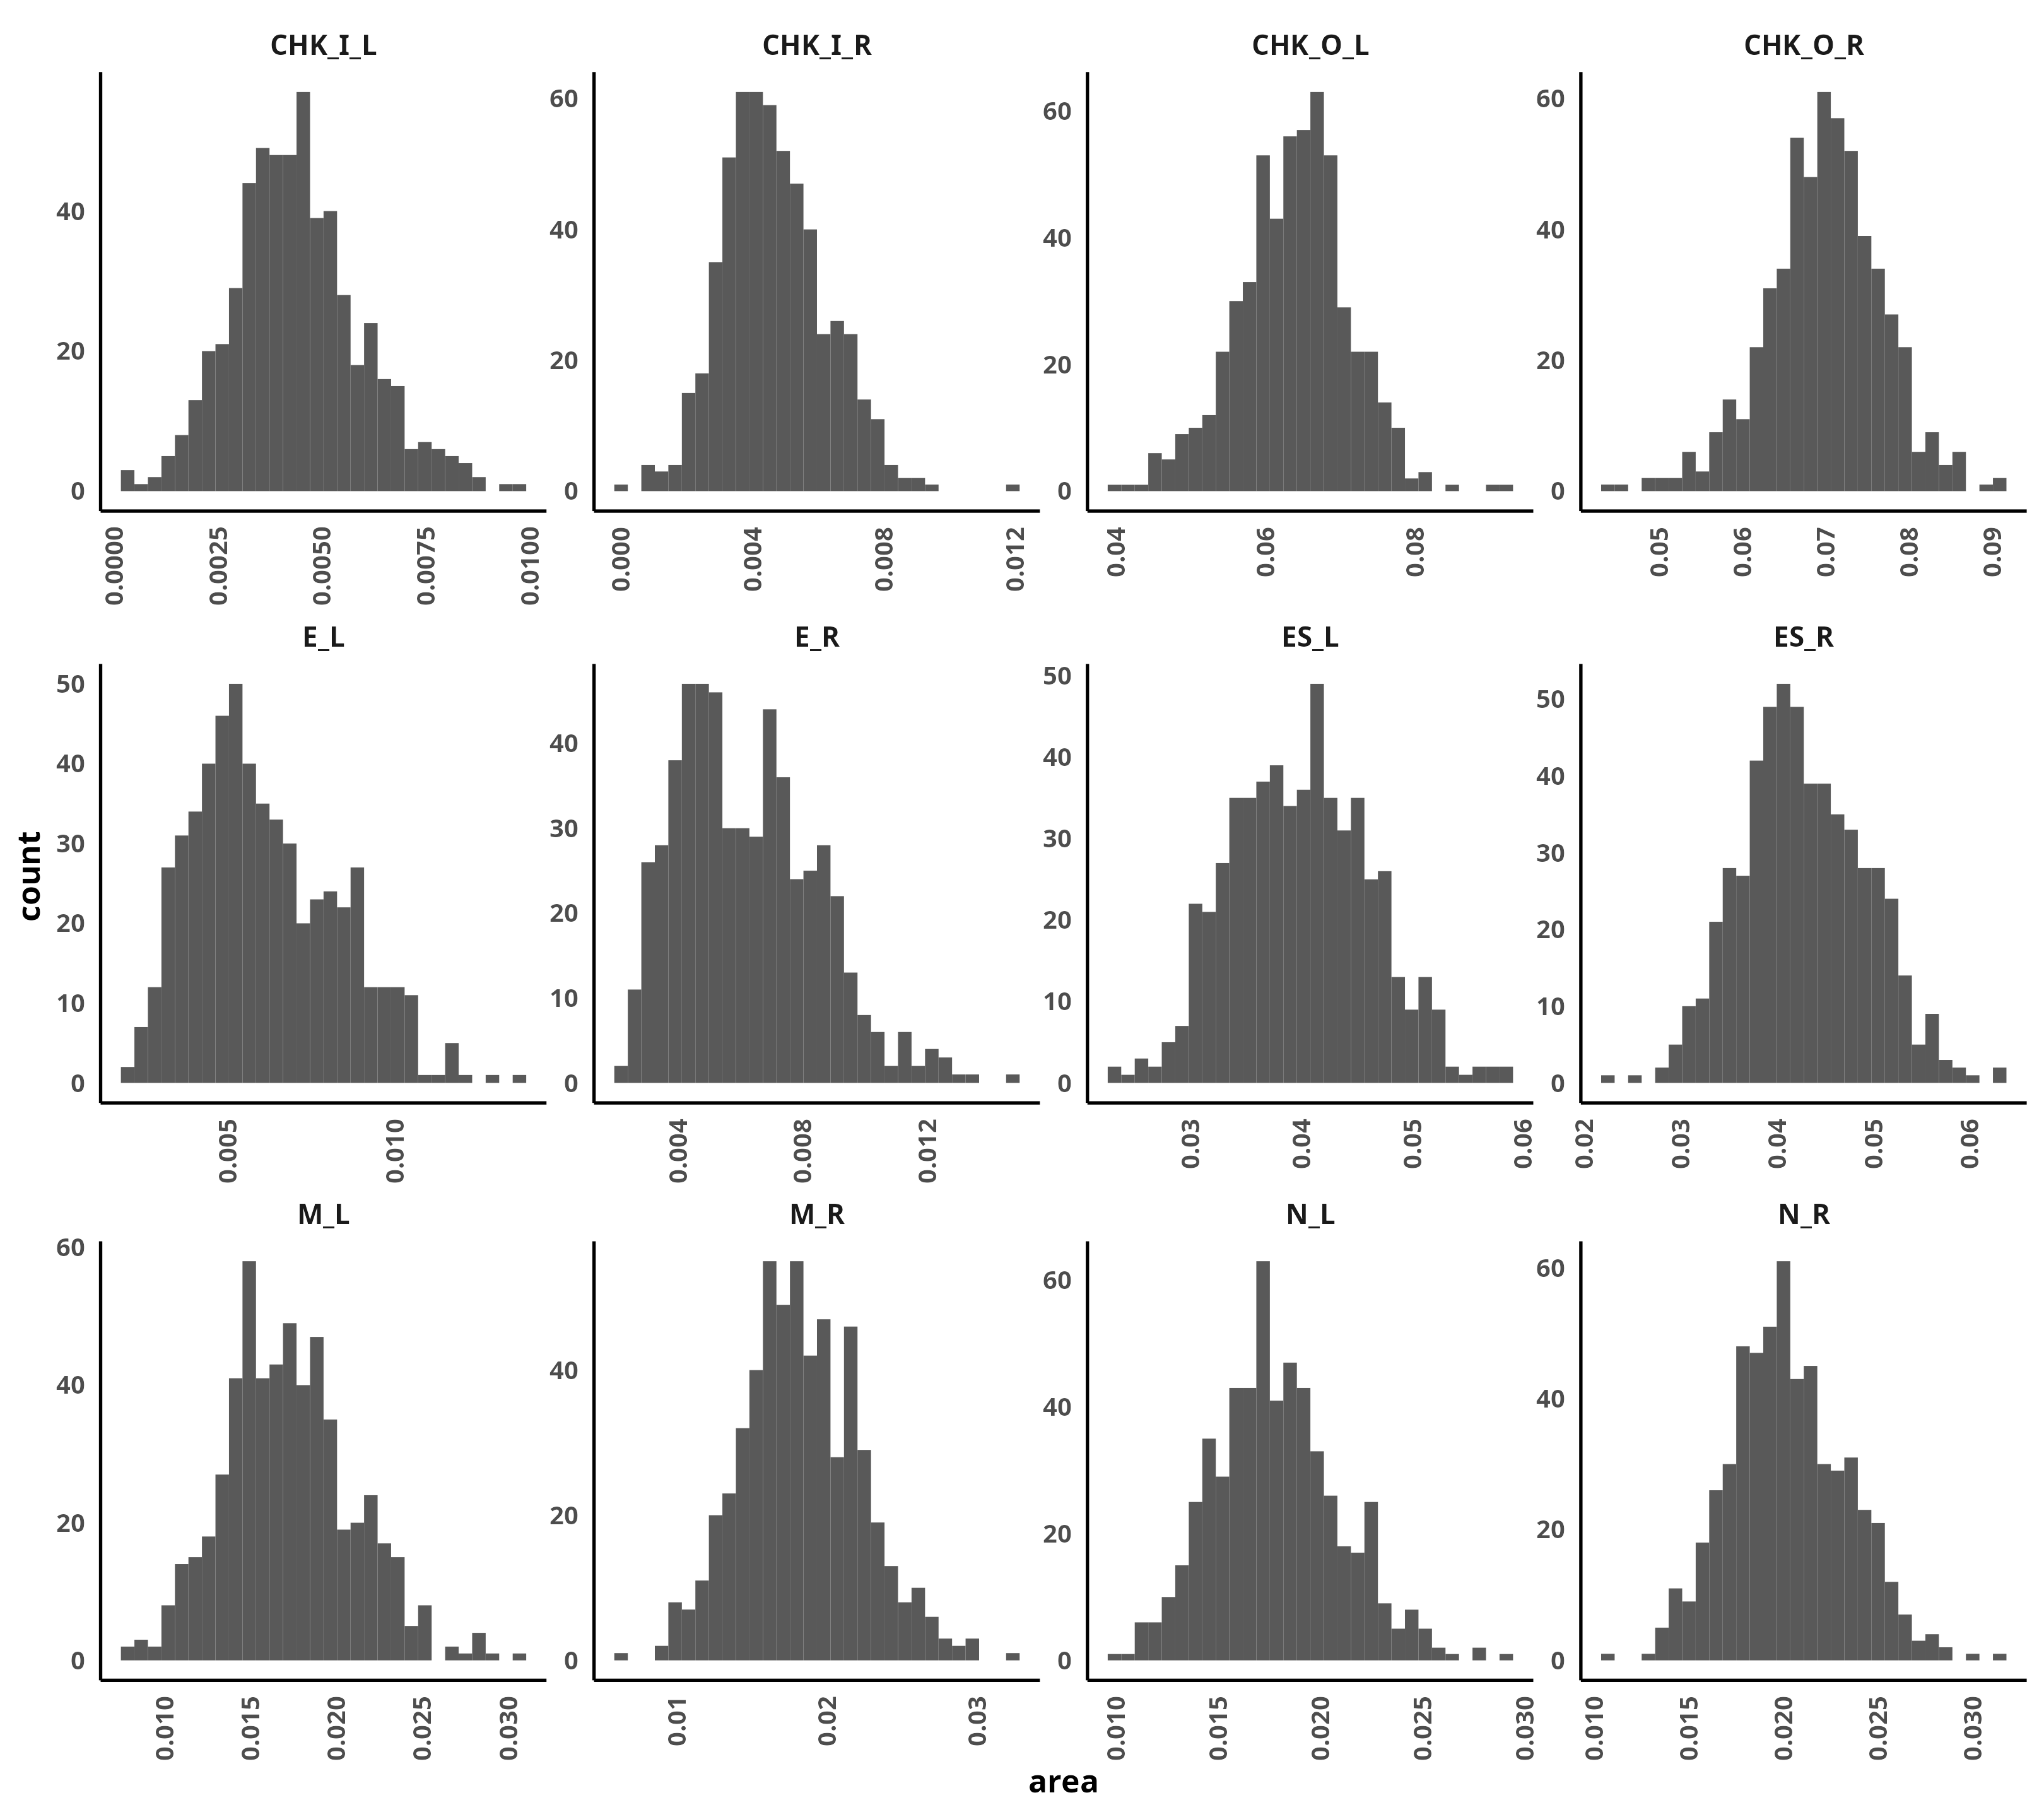 CHK_I_L CHK_I_R CHK_O_L CHK_O_R
0 20 40
0 20 40 60
0 20 40 60
0 20 40 60
0.0000 0.0025 0.0050 0.0075 0.0100
0.000 0.004 0.008 0.012
0.04 0.06 0.08
0.05 0.06 0.07 0.08 0.09
E_L E_R ES_L ES_R
0 10 20 30 40 50
0 10 20 30 40
0 10 20 30 40 50
0 10 20 30 40 50
0.005 0.010
0.004 0.008 0.012
0.03 0.04 0.05 0.06
0.02 0.03 0.04 0.05 0.06
M_L M_R N_L N_R
0 20 40 60
0 20 40
0 20 40 60
0 20 40 60
0.010 0.015 0.020 0.025 0.030
0.01 0.02 0.03
0.010 0.015 0.020 0.025 0.030
0.010 0.015 0.020 0.025 0.030
count
area